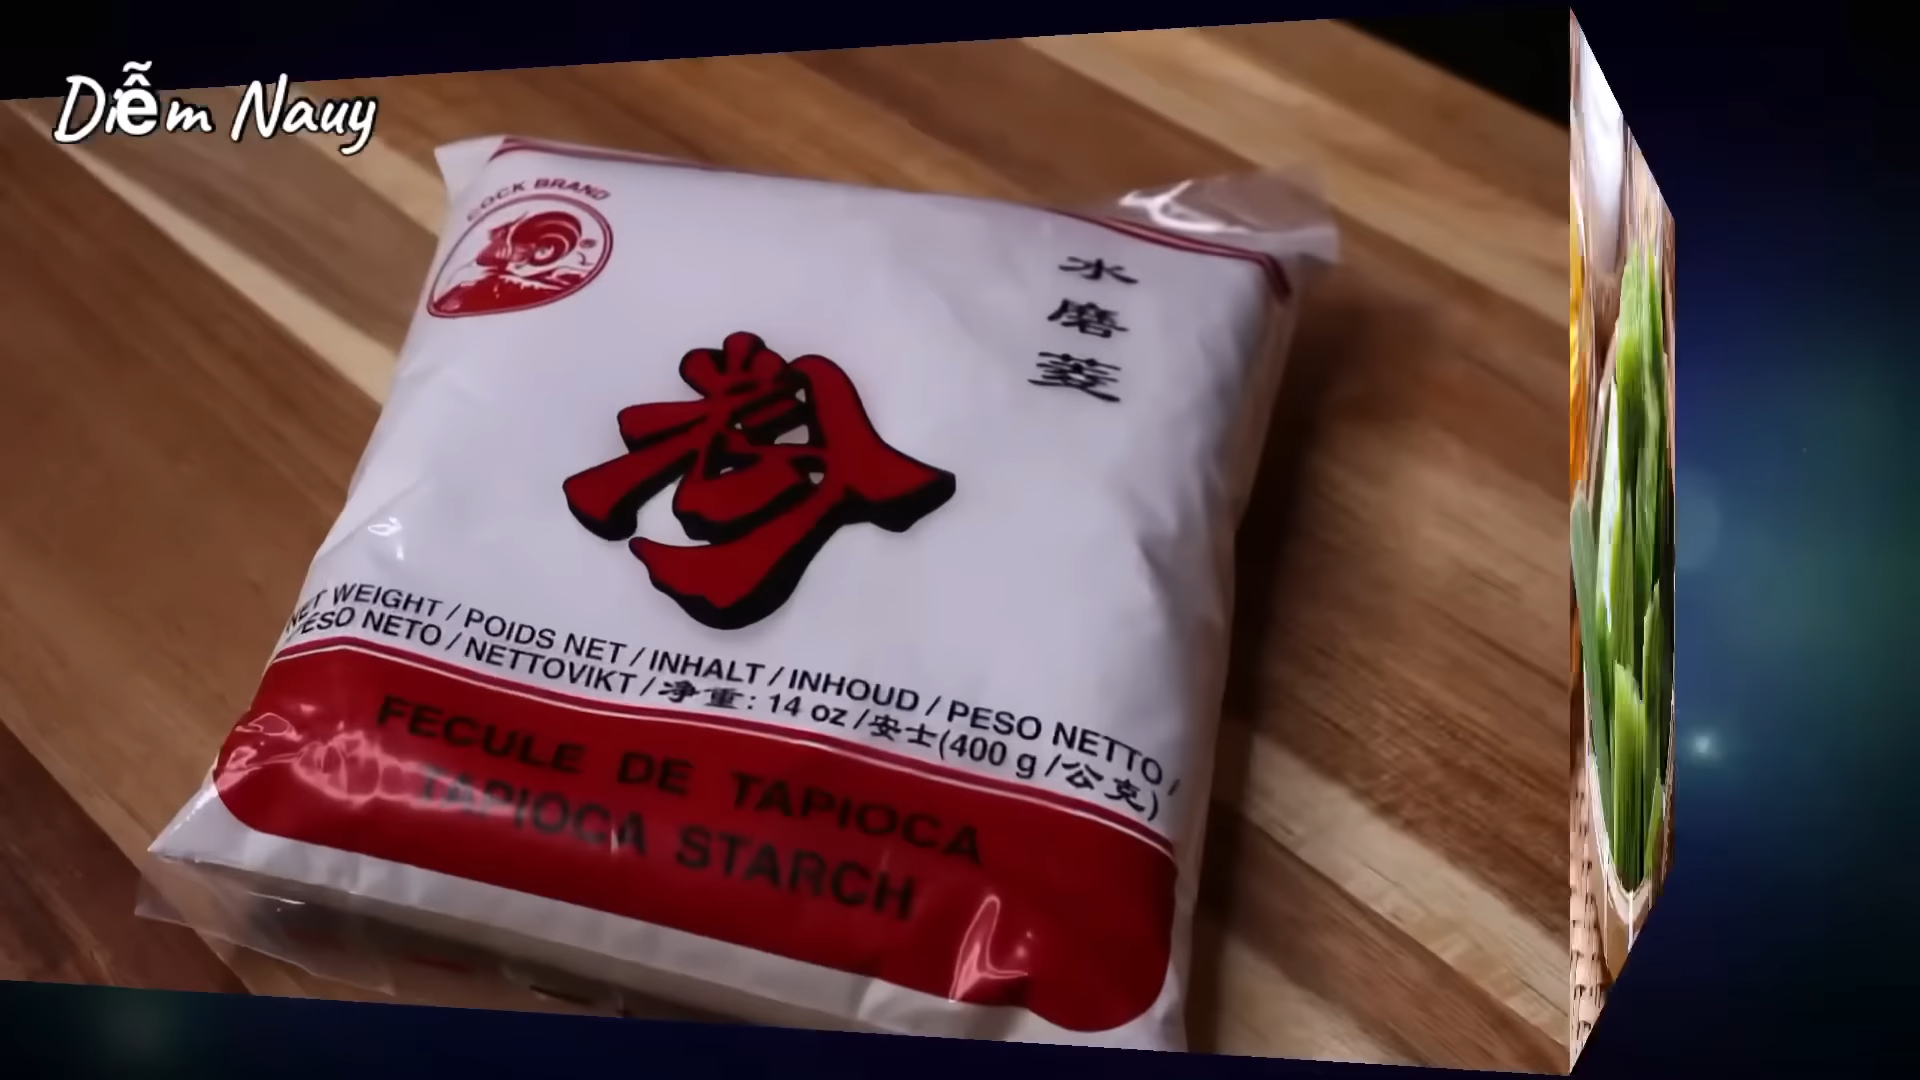 Diễm Nauy
COCK BRAND
®
水磨菱
粉
NET WEIGHT / POIDS NET / INHALT / INHOUD / PESO NETTO /
PESO NETO / NETTOVIKT / 净重: 14 oz /安士(400 g /公克)
FECULE DE TAPIOCA
TAPIOCA STARCH